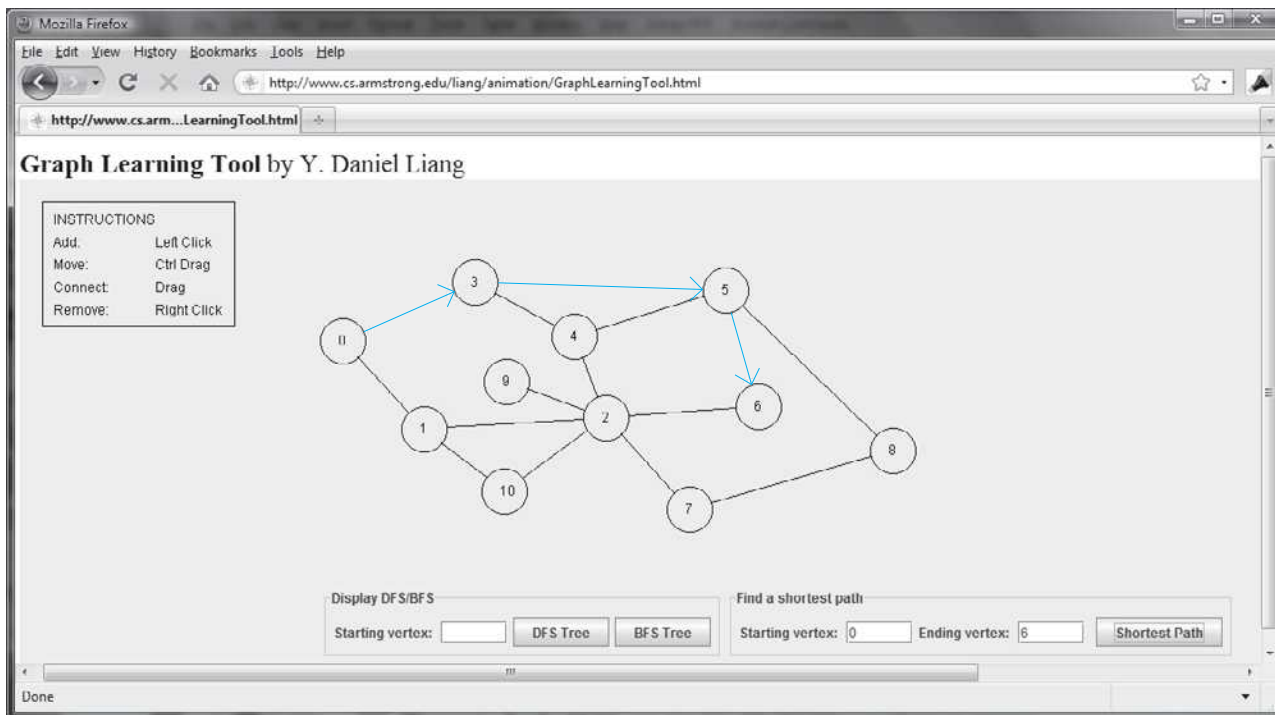 Mozilla Firefox
File Edit View History Bookmarks Tools Help
http://www.cs.armstrong.edu/liang/animation/GraphLearningTool.html
http://www.cs.arm...LearningTool.html
Graph Learning Tool by Y. Daniel Liang
INSTRUCTIONS
Add: Left Click
Move: Ctrl Drag
Connect: Drag
Remove: Right Click
3
5
0
4
9
2
6
1
8
10
7
Display DFS/BFS
Starting vertex: DFS Tree BFS Tree
Find a shortest path
Starting vertex: 0 Ending vertex: 6 Shortest Path
Done